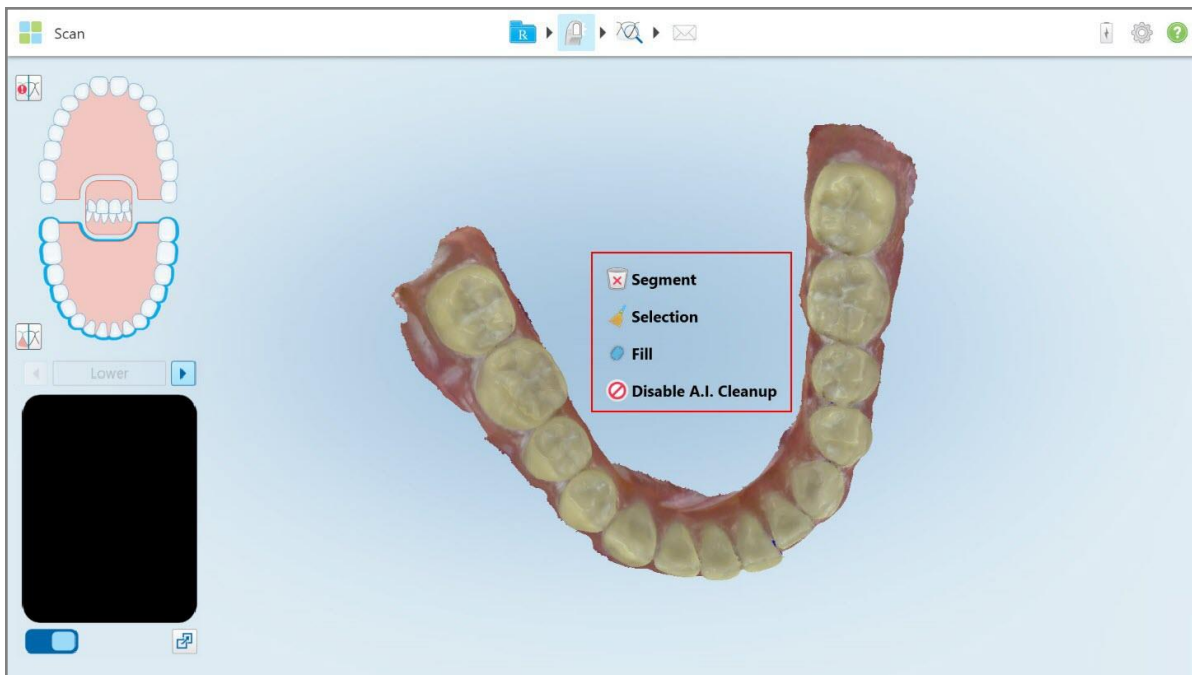 Scan
R
Lower
Segment
Selection
Fill
Disable A.I. Cleanup
?